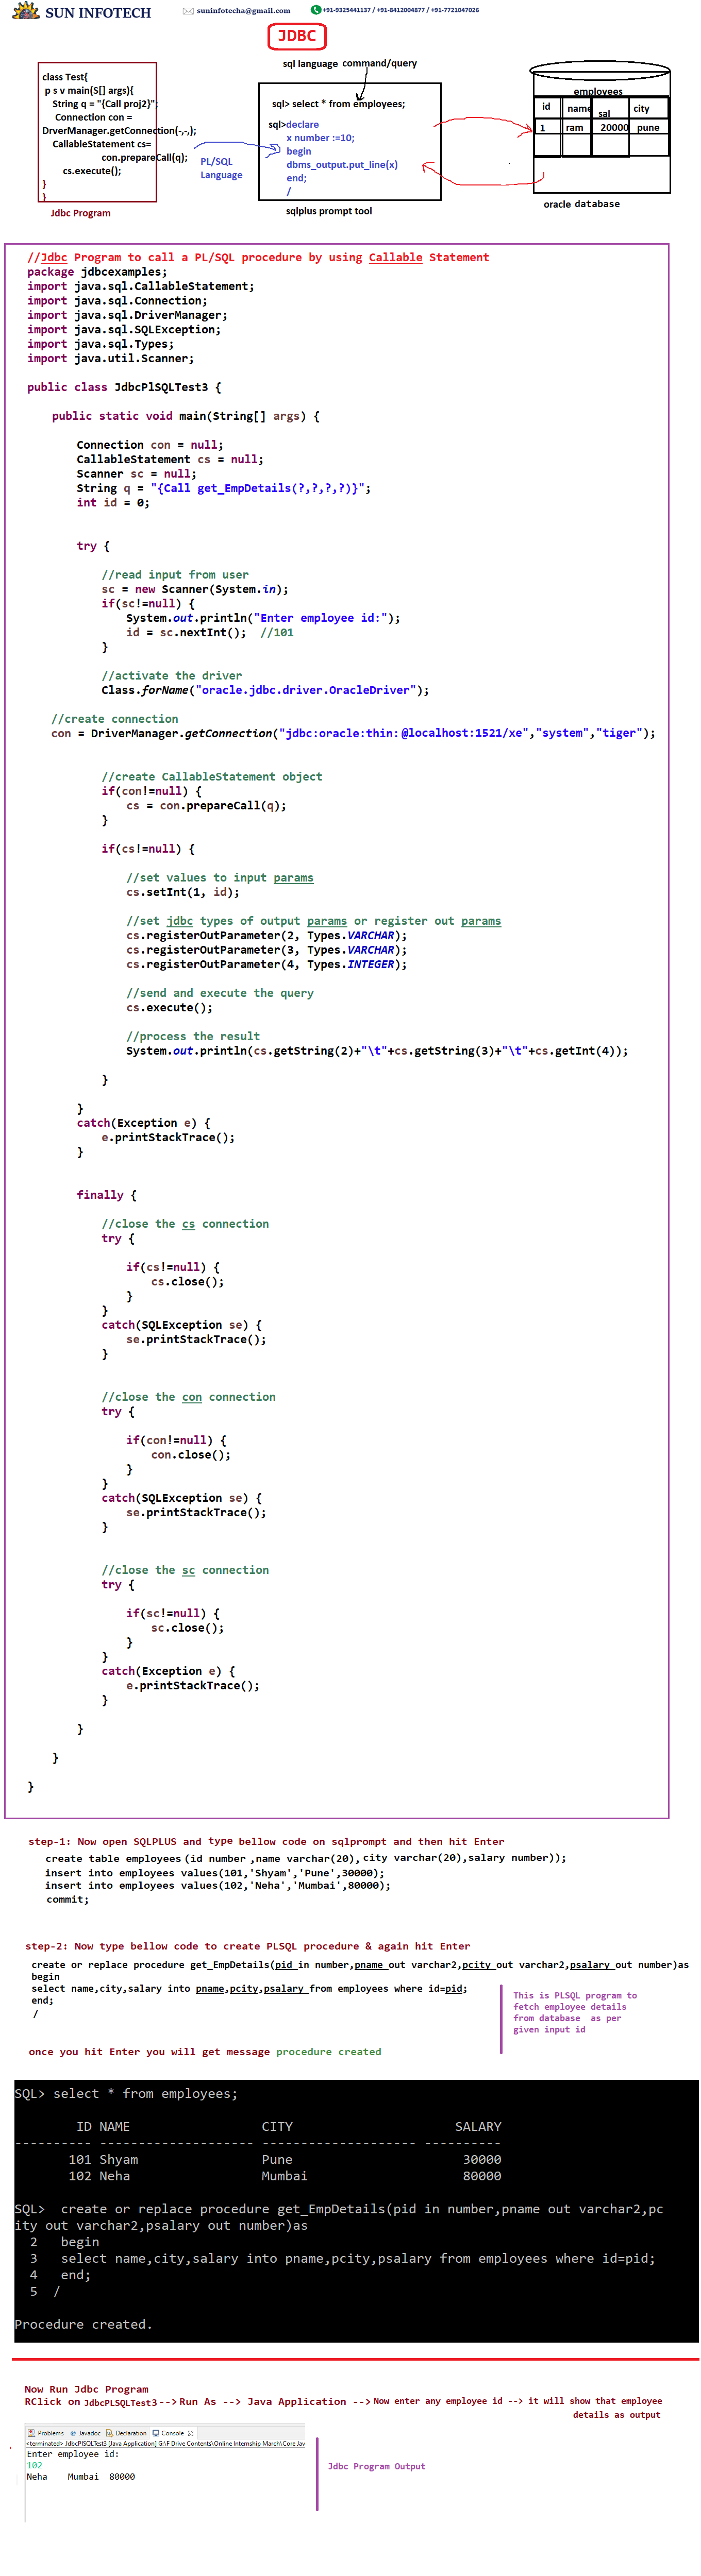 SUN INFOTECH
suninfotecha@gmail.com
+91-9325441137 / +91-8412004877 / +91-7721047026
JDBC
sql language command/query
class Test{
p s v main(S[] args){
String q = "{Call proj2}";
Connection con =
DrverManager.getConnection(-,-,);
CallableStatement cs=
con.prepareCall(q);
cs.execute();
}
}
Jdbc Program
PL/SQL
Language
sql> select * from employees;
sql>declare
x number :=10;
begin
dbms_output.put_line(x)
end;
/
sqlplus prompt tool
employees
id name sal city
1 ram 20000 pune
oracle database
//Jdbc Program to call a PL/SQL procedure by using Callable Statement
package jdbcexamples;
import java.sql.CallableStatement;
import java.sql.Connection;
import java.sql.DriverManager;
import java.sql.SQLException;
import java.sql.Types;
import java.util.Scanner;
public class JdbcPlSQLTest3 {
public static void main(String[] args) {
Connection con = null;
CallableStatement cs = null;
Scanner sc = null;
String q = "{Call get_EmpDetails(?,?,?,?)}";
int id = 0;
try {
//read input from user
sc = new Scanner(System.in);
if(sc!=null) {
System.out.println("Enter employee id:");
id = sc.nextInt(); //101
}
//activate the driver
Class.forName("oracle.jdbc.driver.OracleDriver");
//create connection
con = DriverManager.getConnection("jdbc:oracle:thin:@localhost:1521/xe","system","tiger");
//create CallableStatement object
if(con!=null) {
cs = con.prepareCall(q);
}
if(cs!=null) {
//set values to input params
cs.setInt(1, id);
//set jdbc types of output params or register out params
cs.registerOutParameter(2, Types.VARCHAR);
cs.registerOutParameter(3, Types.VARCHAR);
cs.registerOutParameter(4, Types.INTEGER);
//send and execute the query
cs.execute();
//process the result
System.out.println(cs.getString(2)+"\t"+cs.getString(3)+"\t"+cs.getInt(4));
}
}
catch(Exception e) {
e.printStackTrace();
}
finally {
//close the cs connection
try {
if(cs!=null) {
cs.close();
}
}
catch(SQLException se) {
se.printStackTrace();
}
//close the con connection
try {
if(con!=null) {
con.close();
}
}
catch(SQLException se) {
se.printStackTrace();
}
//close the sc connection
try {
if(sc!=null) {
sc.close();
}
}
catch(Exception e) {
e.printStackTrace();
}
}
}
}
step-1: Now open SQLPLUS and type bellow code on sqlprompt and then hit Enter
create table employees (id number ,name varchar(20), city varchar(20),salary number));
insert into employees values(101,'Shyam','Pune',30000);
insert into employees values(102,'Neha','Mumbai',80000);
commit;
step-2: Now type bellow code to create PLSQL procedure & again hit Enter
create or replace procedure get_EmpDetails(pid in number,pname out varchar2,pcity out varchar2,psalary out number)as
begin
select name,city,salary into pname,pcity,psalary from employees where id=pid;
end;
/
This is PLSQL program to
fetch employee details
from database as per
given input id
once you hit Enter you will get message procedure created
SQL> select * from employees;
ID NAME CITY SALARY
---------- -------------------- -------------------- ----------
101 Shyam Pune 30000
102 Neha Mumbai 80000
SQL> create or replace procedure get_EmpDetails(pid in number,pname out varchar2,pc
ity out varchar2,psalary out number)as
2 begin
3 select name,city,salary into pname,pcity,psalary from employees where id=pid;
4 end;
5 /
Procedure created.
Now Run Jdbc Program
RClick on JdbcPLSQLTest3 --> Run As --> Java Application --> Now enter any employee id --> it will show that employee
details as output
Problems Javadoc Declaration Console
<terminated> JdbcPlSQLTest3 [Java Application] G:\F Drive Contents\Online Internship March\Core Jav
Enter employee id:
102
Neha Mumbai 80000
Jdbc Program Output